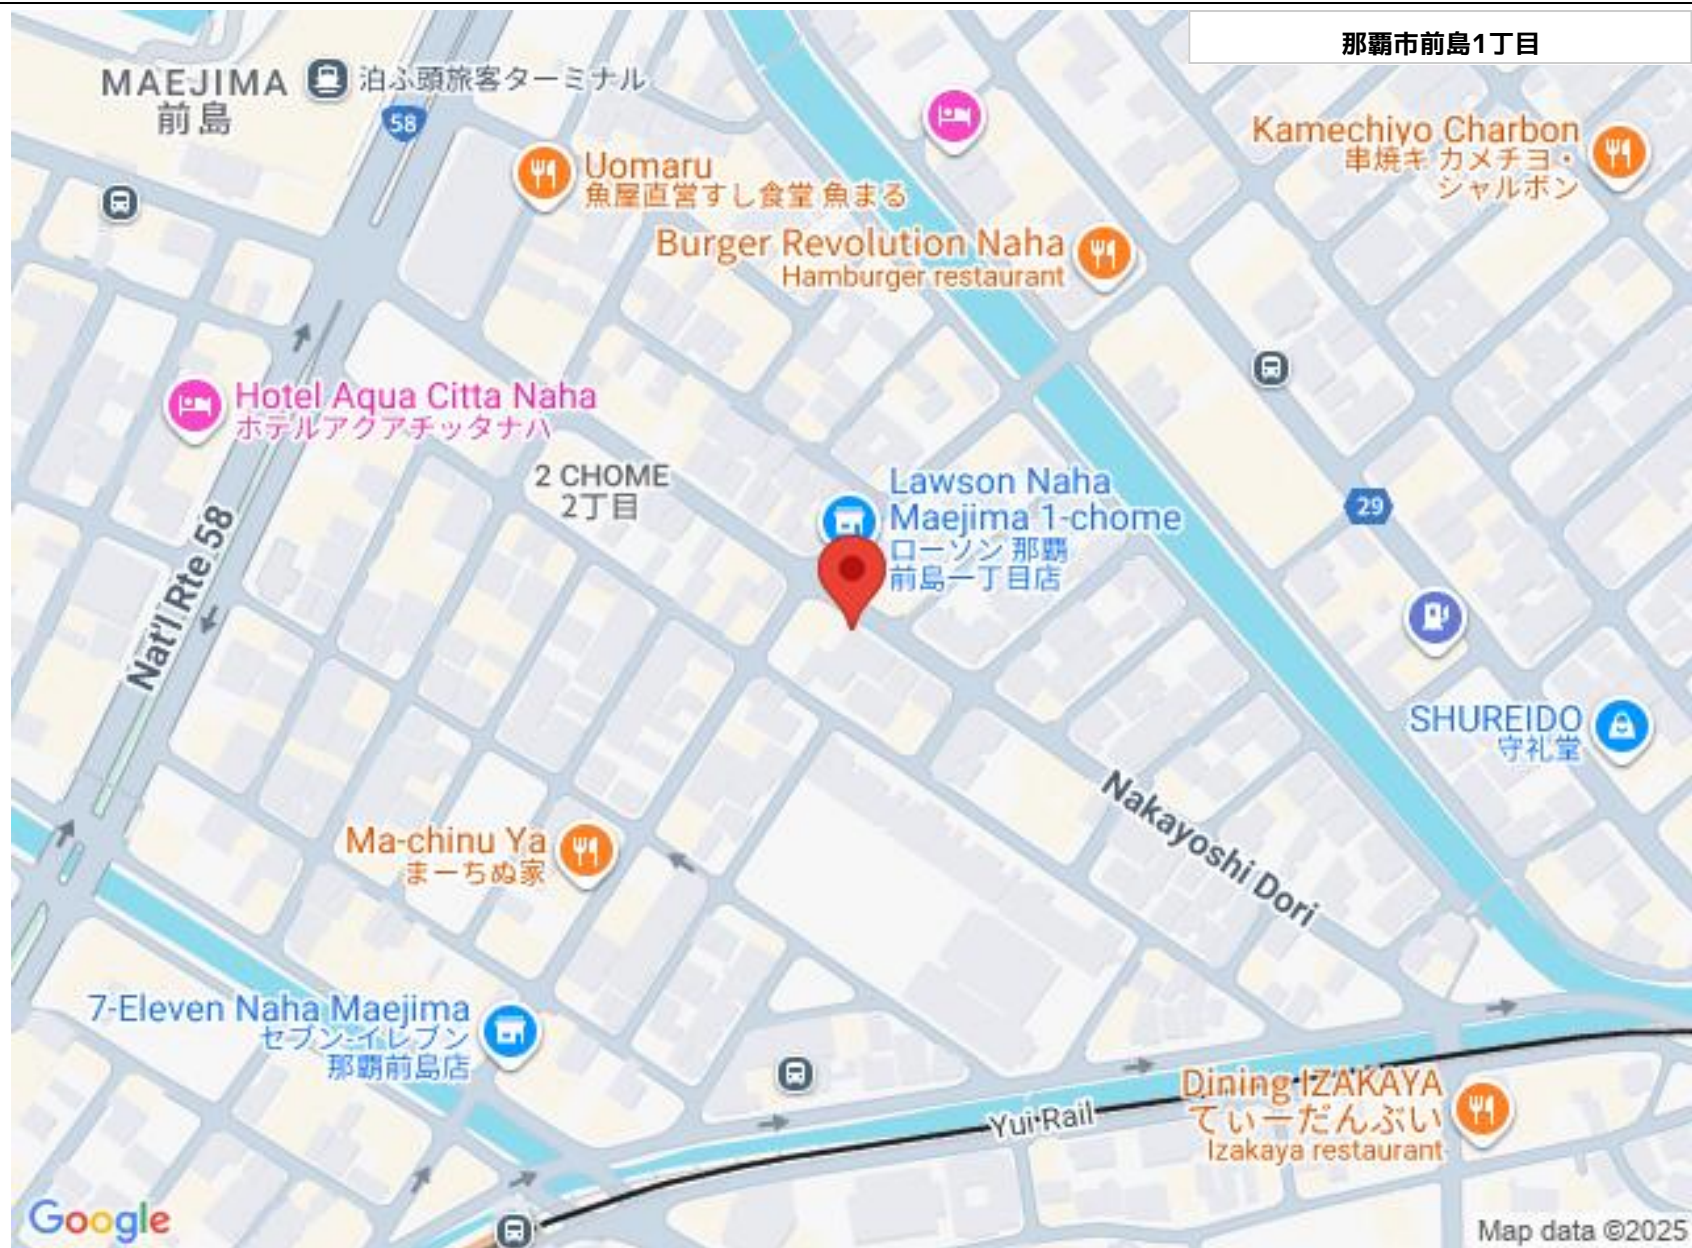 那覇市前島1丁目
MAEJIMA
前島
泊ふ頭旅客ターミナル
58
Uomaru
魚屋直営すし食堂 魚まる
Kamechiyo Charbon
串焼キ カメチヨ・
シャルボン
Burger Revolution Naha
Hamburger restaurant
Hotel Aqua Citta Naha
ホテルアクアチッタナハ
2 CHOME
2丁目
Lawson Naha
Maejima 1-chome
ローソン 那覇
前島一丁目店
29
Nat'l Rte 58
SHUREIDO
守礼堂
Nakayoshi Dori
Ma-chinu Ya
まーちぬ家
7-Eleven Naha Maejima
セブン-イレブン
那覇前島店
Dining IZAKAYA
てぃーだんぶい
Izakaya restaurant
Yui Rail
Google
Map data ©2025